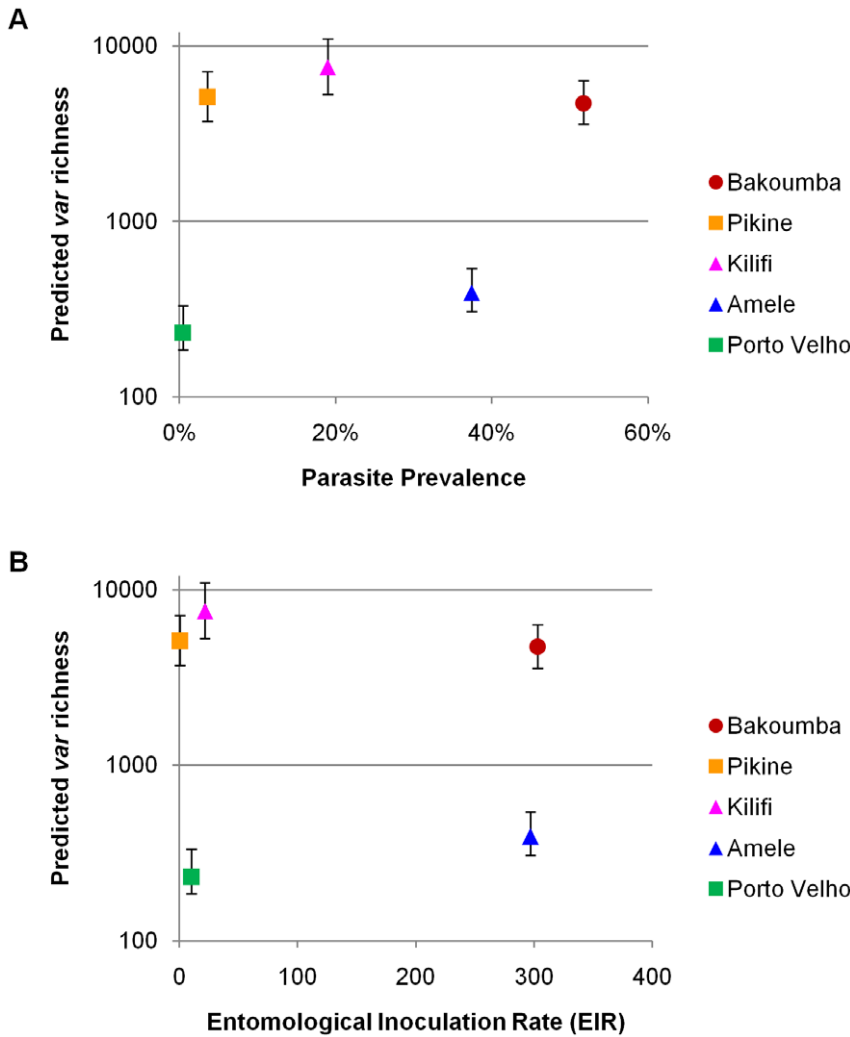 A
Predicted var richness
10000
1000
100
0%
20%
40%
60%
Parasite Prevalence
Bakoumba
Pikine
Kilifi
Amele
Porto Velho
B
Predicted var richness
10000
1000
100
0
100
200
300
400
Entomological Inoculation Rate (EIR)
Bakoumba
Pikine
Kilifi
Amele
Porto Velho